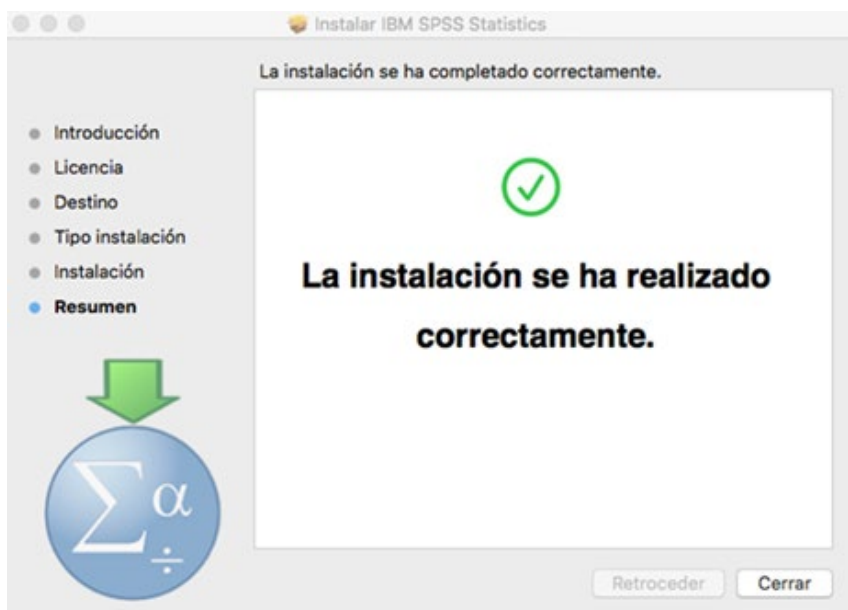 Instalar IBM SPSS Statistics
La instalación se ha completado correctamente.
Introducción
Licencia
Destino
Tipo instalación
Instalación
Resumen
La instalación se ha realizado
correctamente.
Σ α
÷
Retroceder
Cerrar